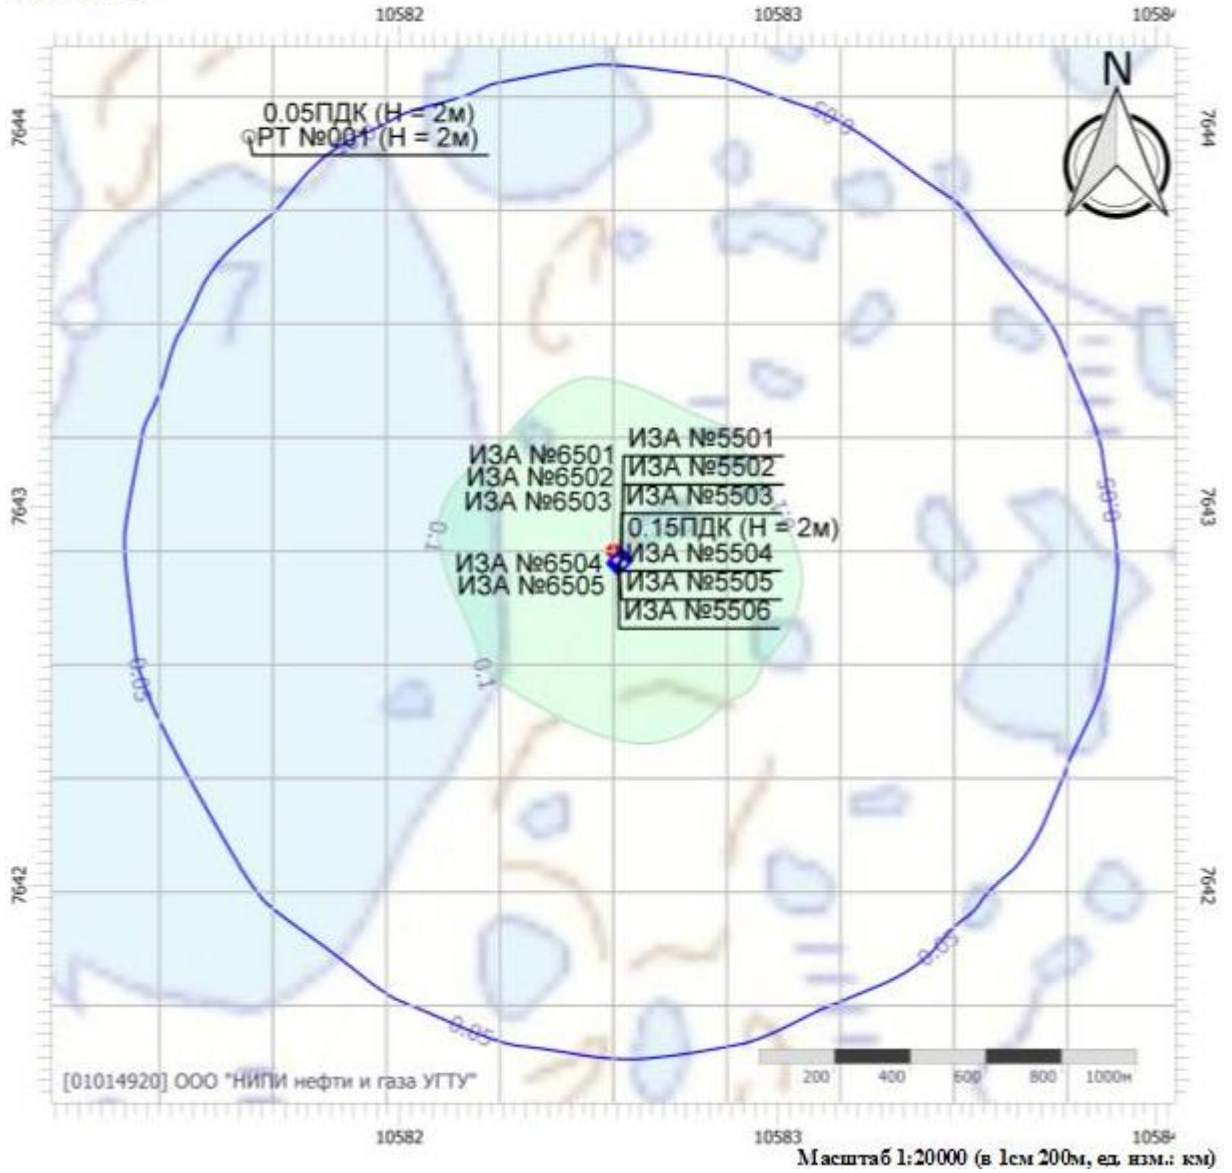 10582 10583 1058
N
7644 7644
0.05ПДК (Н = 2м)
РТ №001 (Н = 2м)
0.05
ИЗА №5501
ИЗА №6501
ИЗА №5502
ИЗА №6502
ИЗА №5503
ИЗА №6503
7643 7643
0.05
0.1
0.15ПДК (Н = 2м)
ИЗА №5504
ИЗА №6504
ИЗА №5505
ИЗА №6505
ИЗА №5506
0.05
0.1
7642 7642
0.05
0.05
200 400 600 800 1000м
[01014920] ООО "НИПИ нефти и газа УГТУ"
10582 10583 1058
Масштаб 1:20000 (в 1см 200м, ед. изм.: км)